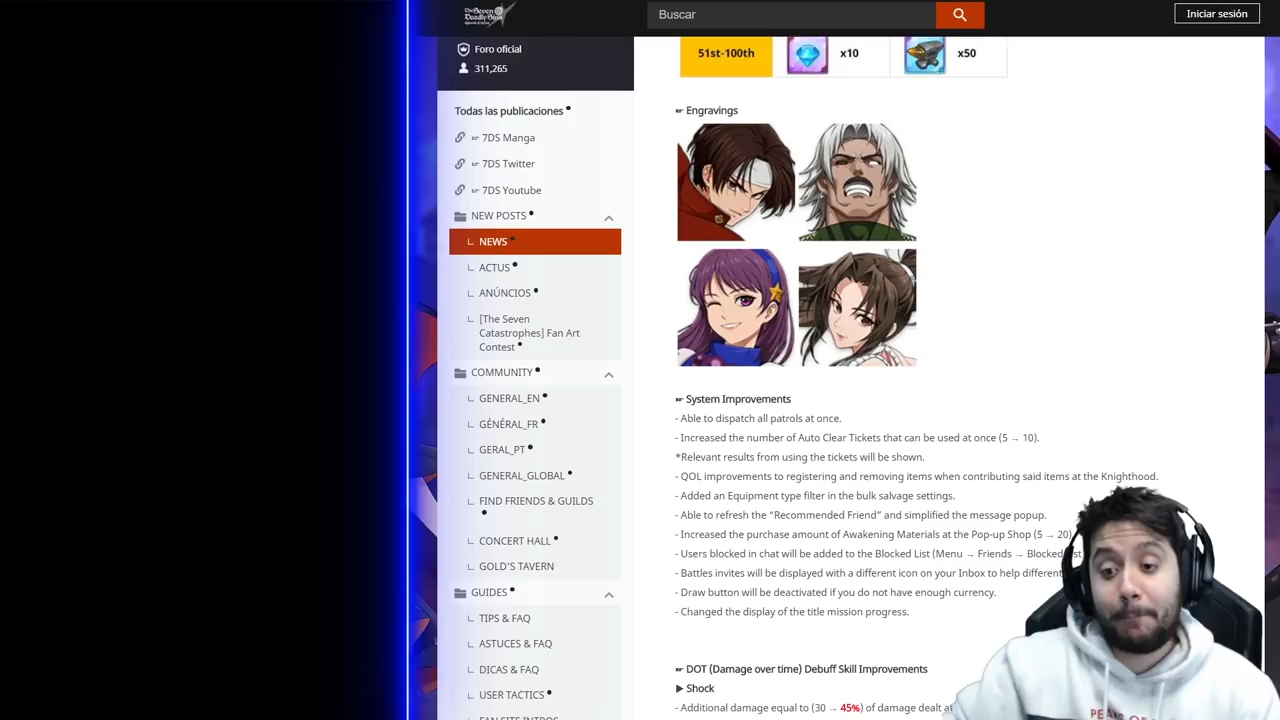 The Seven
Deadly Sins
Buscar
Iniciar sesión
Foro oficial
311,265
Todas las publicaciones
☞ 7DS Manga
☞ 7DS Twitter
☞ 7DS Youtube
NEW POSTS
NEWS
ACTUS
ANÚNCIOS
[The Seven
Catastrophes] Fan Art
Contest
COMMUNITY
GENERAL_EN
GÉNÉRAL_FR
GERAL_PT
GENERAL_GLOBAL
FIND FRIENDS & GUILDS
CONCERT HALL
GOLD'S TAVERN
GUIDES
TIPS & FAQ
ASTUCES & FAQ
DICAS & FAQ
USER TACTICS
FAN SITE INTROS
51st-100th x10 x50
☞ Engravings
☞ System Improvements
- Able to dispatch all patrols at once.
- Increased the number of Auto Clear Tickets that can be used at once (5 → 10).
*Relevant results from using the tickets will be shown.
- QOL improvements to registering and removing items when contributing said items at the Knighthood.
- Added an Equipment type filter in the bulk salvage settings.
- Able to refresh the “Recommended Friend” and simplified the message popup.
- Increased the purchase amount of Awakening Materials at the Pop-up Shop (5 → 20)
- Users blocked in chat will be added to the Blocked List (Menu → Friends → Blocked
- Battles invites will be displayed with a different icon on your Inbox to help different
- Draw button will be deactivated if you do not have enough currency.
- Changed the display of the title mission progress.
☞ DOT (Damage over time) Debuff Skill Improvements
▶ Shock
- Additional damage equal to (30 → 45%) of damage dealt